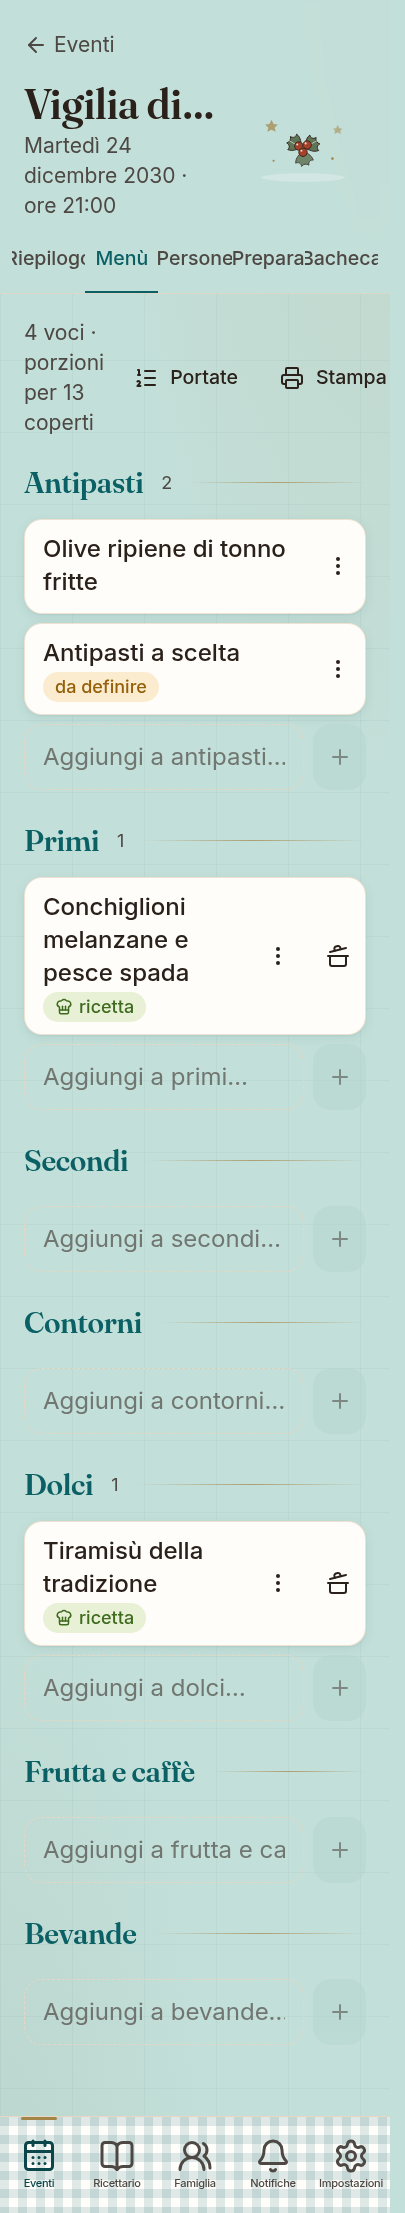 Eventi
Vigilia di...
Martedì 24
dicembre 2030 ·
ore 21:00
Riepilogo Menù Persone Prepara Bacheca
4 voci ·
porzioni
per 13
coperti
Portate
Stampa
Antipasti 2
Olive ripiene di tonno
fritte
Antipasti a scelta
da definire
Aggiungi a antipasti...
Primi 1
Conchiglioni
melanzane e
pesce spada
ricetta
Aggiungi a primi...
Secondi
Aggiungi a secondi...
Contorni
Aggiungi a contorni...
Dolci 1
Tiramisù della
tradizione
ricetta
Aggiungi a dolci...
Frutta e caffè
Aggiungi a frutta e ca
Bevande
Aggiungi a bevande...
Eventi Ricettario Famiglia Notifiche Impostazioni